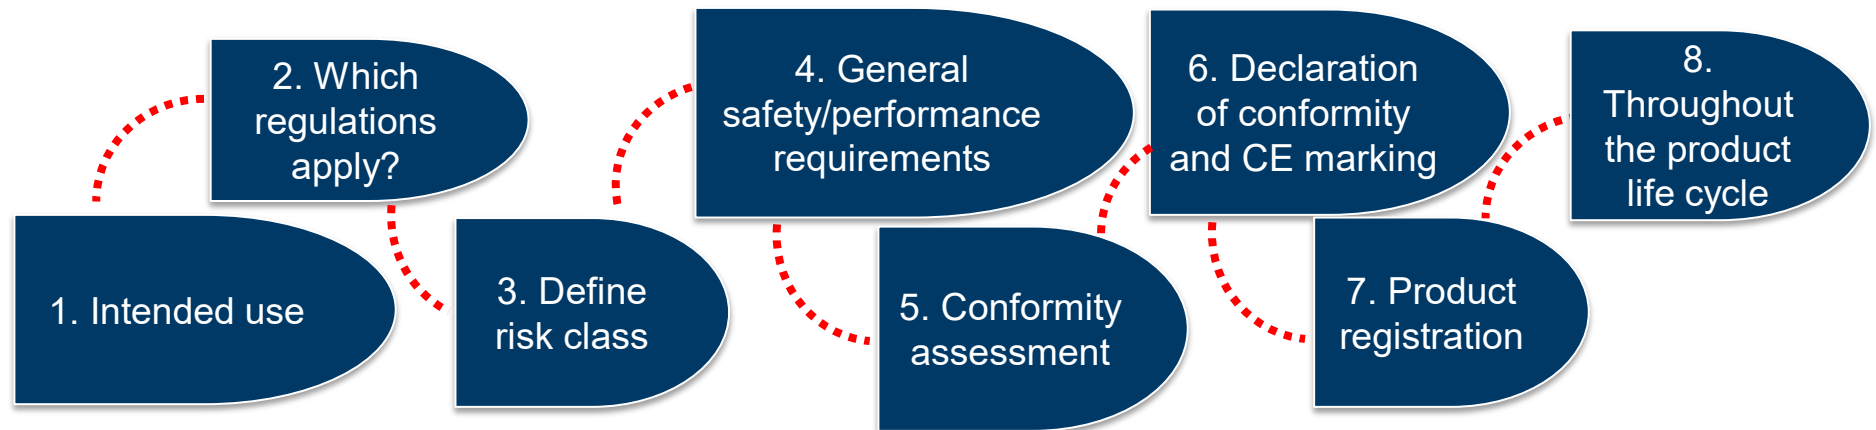 1. Intended use
2. Which
regulations
apply?
3. Define
risk class
4. General
safety/performance
requirements
5. Conformity
assessment
6. Declaration
of conformity
and CE marking
7. Product
registration
8.
Throughout
the product
life cycle